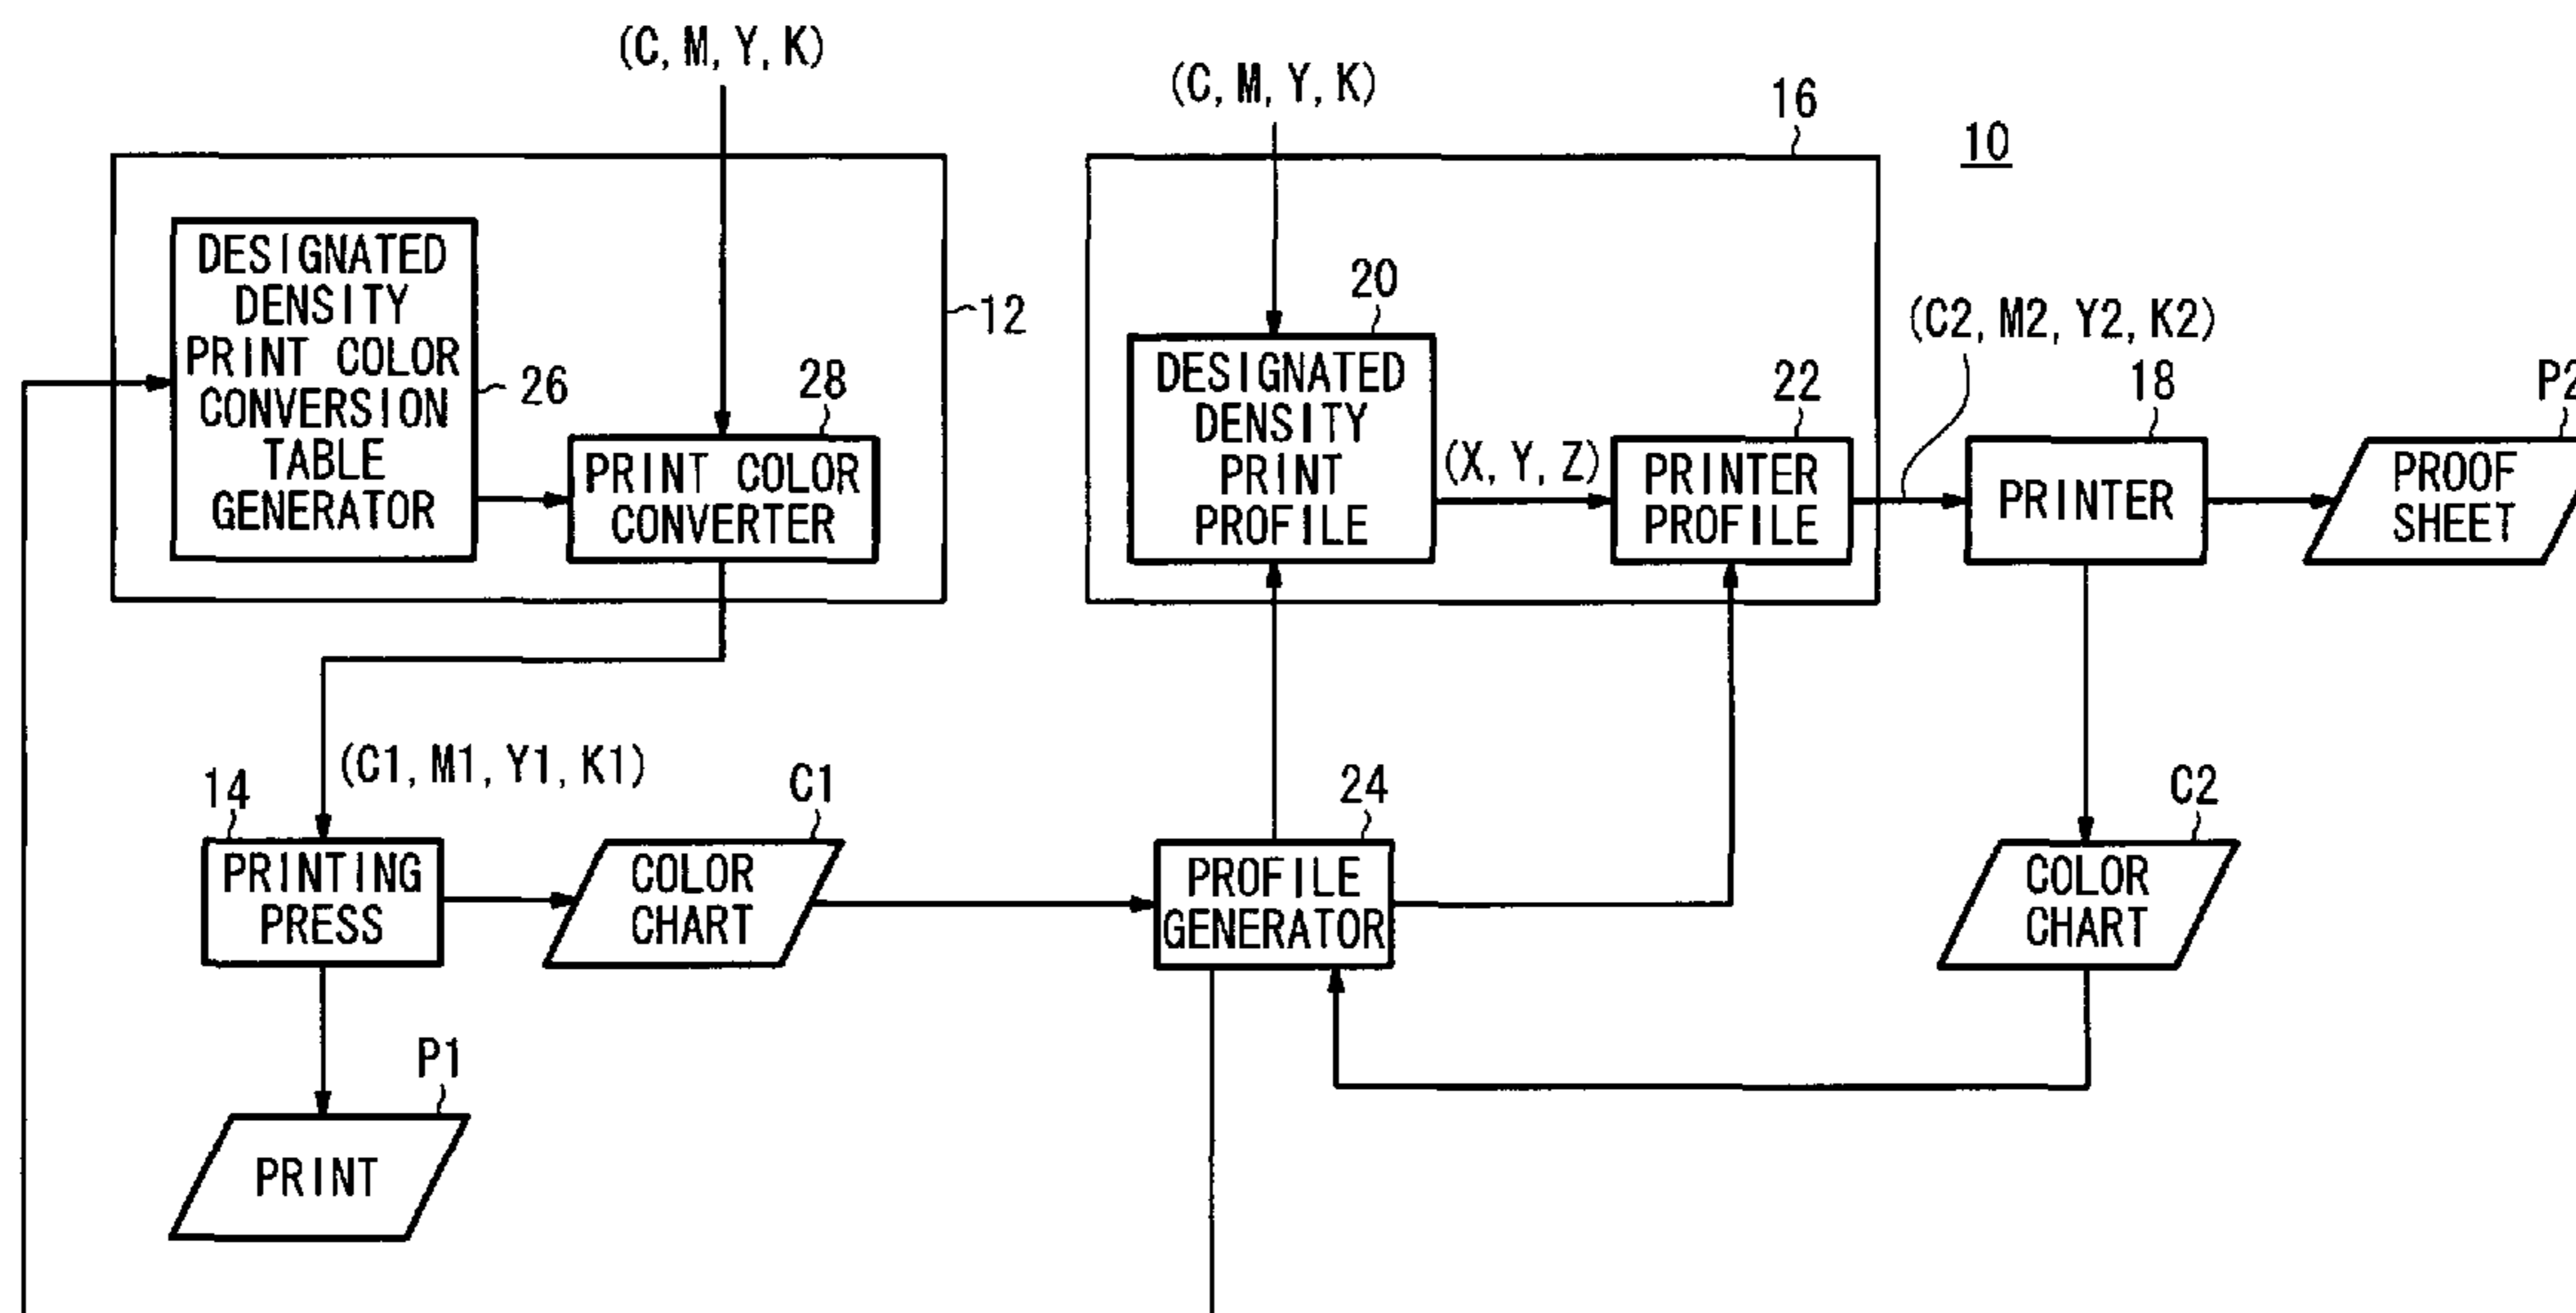 (C, M, Y, K)
(C, M, Y, K)
16
10
DESIGNATED
DENSITY
PRINT COLOR
CONVERSION
TABLE
GENERATOR
26
12
28
PRINT COLOR
CONVERTER
20
DESIGNATED
DENSITY
PRINT
PROFILE
(X, Y, Z)
22
PRINTER
PROFILE
(C2, M2, Y2, K2)
18
PRINTER
P2
PROOF
SHEET
(C1, M1, Y1, K1)
14
PRINTING
PRESS
C1
COLOR
CHART
24
PROFILE
GENERATOR
C2
COLOR
CHART
P1
PRINT